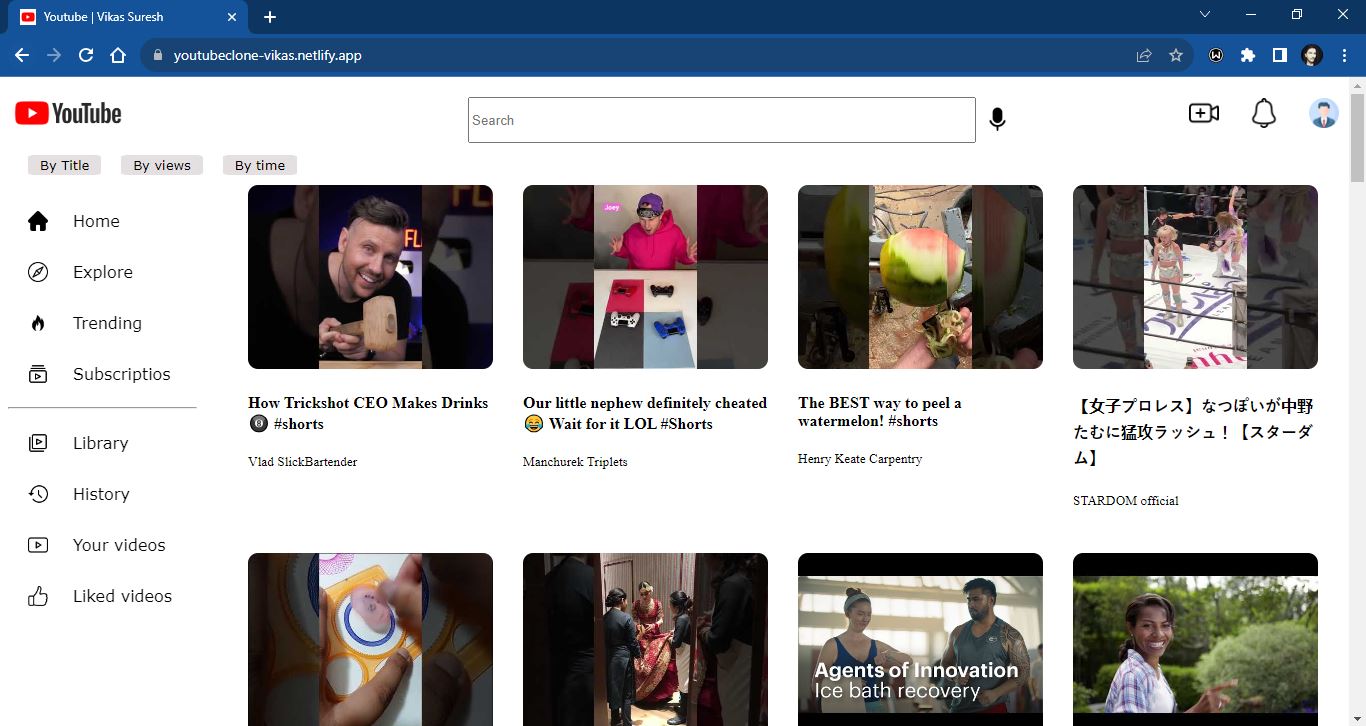 Youtube | Vikas Suresh
youtubeclone-vikas.netlify.app
YouTube
Search
By Title
By views
By time
Home
Explore
Trending
Subscriptios
Library
History
Your videos
Liked videos
Joey
How Trickshot CEO Makes Drinks
🎱 #shorts
Vlad SlickBartender
Our little nephew definitely cheated
😂 Wait for it LOL #Shorts
Manchurek Triplets
The BEST way to peel a
watermelon! #shorts
Henry Keate Carpentry
【女子プロレス】なつぽいが中野
たむに猛攻ラッシュ！【スターダ
ム】
STARDOM official
Agents of Innovation
Ice bath recovery